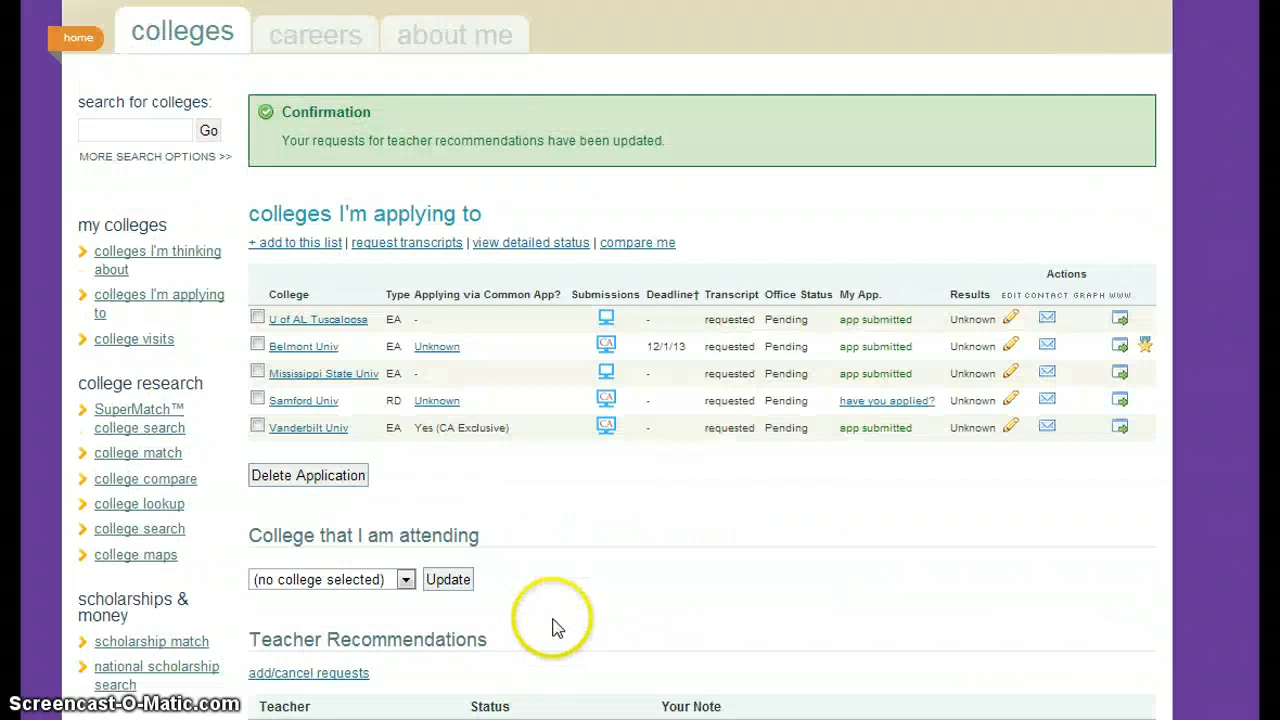 home
colleges
careers
about me
search for colleges:
Go
MORE SEARCH OPTIONS >>
my colleges
colleges I'm thinking
about
colleges I'm applying
to
college visits
college research
SuperMatch™
college search
college match
college compare
college lookup
college search
college maps
scholarships &
money
scholarship match
national scholarship
search
Confirmation
Your requests for teacher recommendations have been updated.
colleges I'm applying to
+ add to this list | request transcripts | view detailed status | compare me
Actions
College Type Applying via Common App? Submissions Deadline† Transcript Office Status My App. Results EDIT CONTACT GRAPH WWW
U of AL Tuscaloosa EA - - requested Pending app submitted Unknown
Belmont Univ EA Unknown CA 12/1/13 requested Pending app submitted Unknown
Mississippi State Univ EA - - requested Pending app submitted Unknown
Samford Univ RD Unknown CA - requested Pending have you applied? Unknown
Vanderbilt Univ EA Yes (CA Exclusive) CA - requested Pending app submitted Unknown
Delete Application
College that I am attending
(no college selected) Update
Teacher Recommendations
add/cancel requests
Teacher Status Your Note
Screencast-O-Matic.com